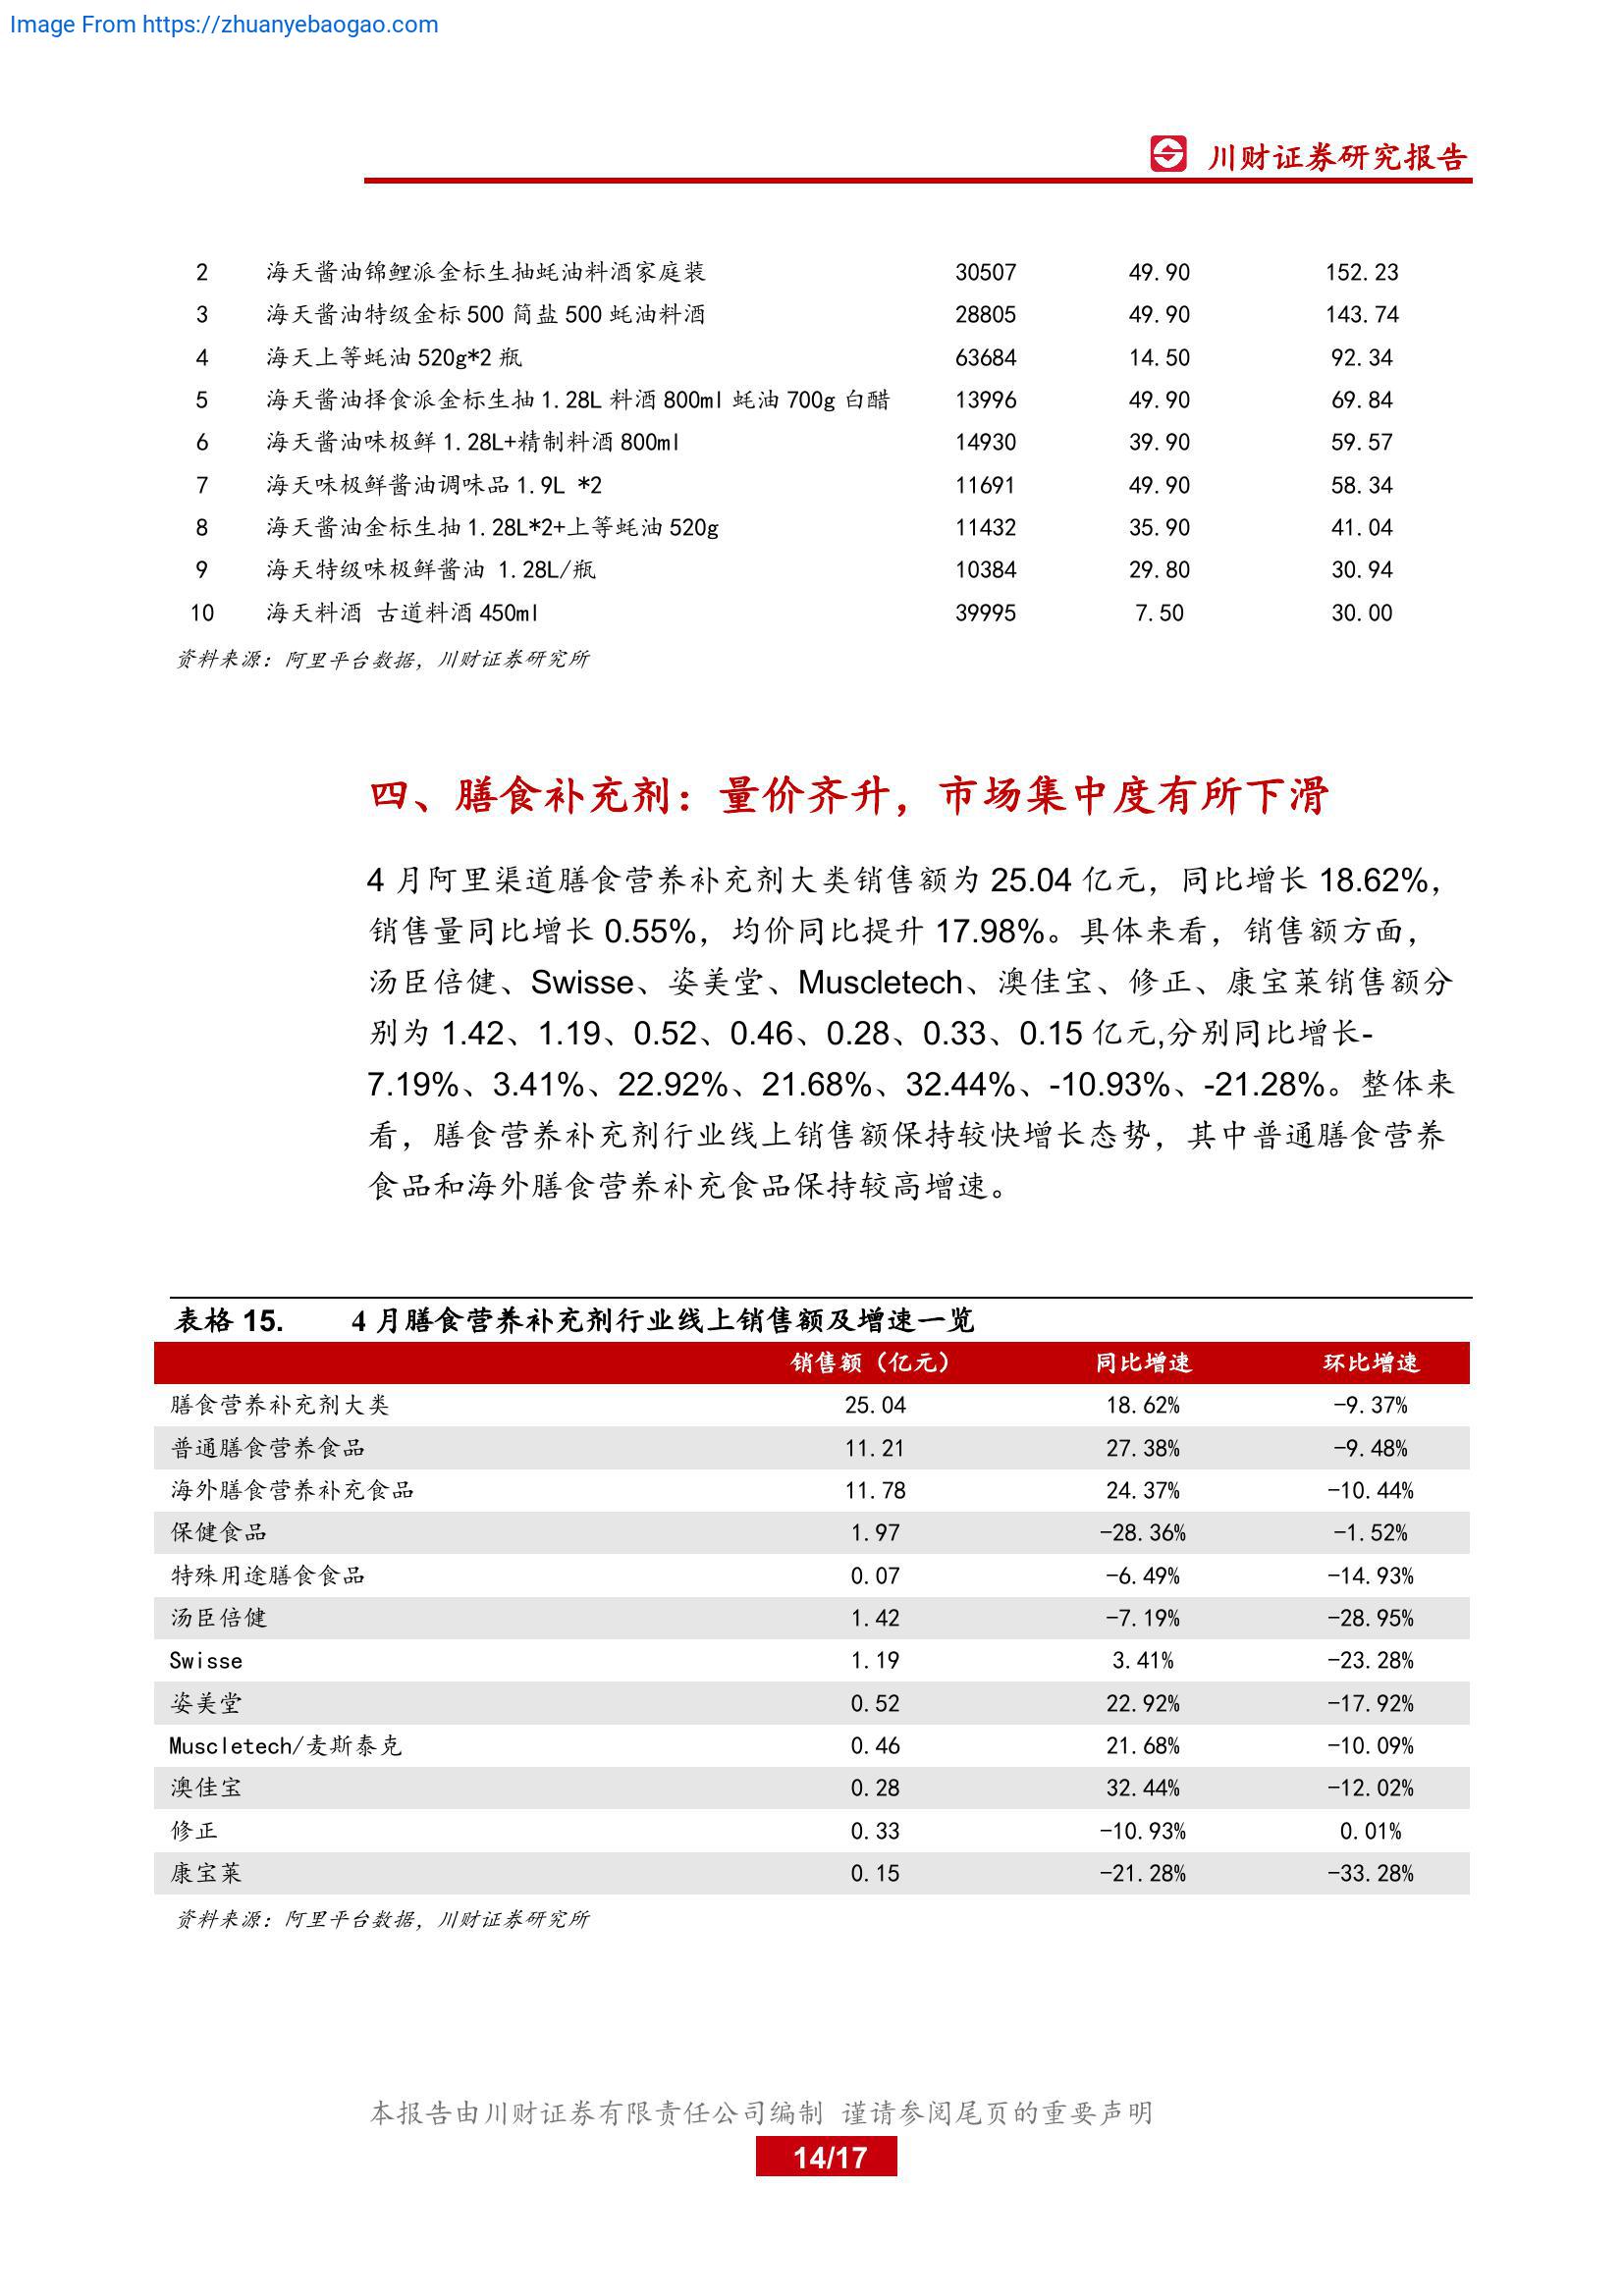 Image From https://zhuanyebaogao.com
川财证券研究报告
2 海天酱油锦鲤派金标生抽蚝油料酒家庭装 30507 49.90 152.23
3 海天酱油特级金标500简盐500蚝油料酒 28805 49.90 143.74
4 海天上等蚝油520g*2瓶 63684 14.50 92.34
5 海天酱油择食派金标生抽1.28L料酒800ml蚝油700g白醋 13996 49.90 69.84
6 海天酱油味极鲜1.28L+精制料酒800ml 14930 39.90 59.57
7 海天味极鲜酱油调味品1.9L *2 11691 49.90 58.34
8 海天酱油金标生抽1.28L*2+上等蚝油520g 11432 35.90 41.04
9 海天特级味极鲜酱油 1.28L/瓶 10384 29.80 30.94
10 海天料酒 古道料酒450ml 39995 7.50 30.00
资料来源：阿里平台数据，川财证券研究所
四、膳食补充剂：量价齐升，市场集中度有所下滑
4 月阿里渠道膳食营养补充剂大类销售额为 25.04 亿元，同比增长 18.62%，
销售量同比增长 0.55%，均价同比提升 17.98%。具体来看，销售额方面，
汤臣倍健、Swisse、姿美堂、Muscletech、澳佳宝、修正、康宝莱销售额分
别为 1.42、1.19、0.52、0.46、0.28、0.33、0.15 亿元,分别同比增长-
7.19%、3.41%、22.92%、21.68%、32.44%、-10.93%、-21.28%。整体来
看，膳食营养补充剂行业线上销售额保持较快增长态势，其中普通膳食营养
食品和海外膳食营养补充食品保持较高增速。
表格 15. 4 月膳食营养补充剂行业线上销售额及增速一览
销售额（亿元） 同比增速 环比增速
膳食营养补充剂大类 25.04 18.62% -9.37%
普通膳食营养食品 11.21 27.38% -9.48%
海外膳食营养补充食品 11.78 24.37% -10.44%
保健食品 1.97 -28.36% -1.52%
特殊用途膳食食品 0.07 -6.49% -14.93%
汤臣倍健 1.42 -7.19% -28.95%
Swisse 1.19 3.41% -23.28%
姿美堂 0.52 22.92% -17.92%
Muscletech/麦斯泰克 0.46 21.68% -10.09%
澳佳宝 0.28 32.44% -12.02%
修正 0.33 -10.93% 0.01%
康宝莱 0.15 -21.28% -33.28%
资料来源：阿里平台数据，川财证券研究所
本报告由川财证券有限责任公司编制 谨请参阅尾页的重要声明
14/17